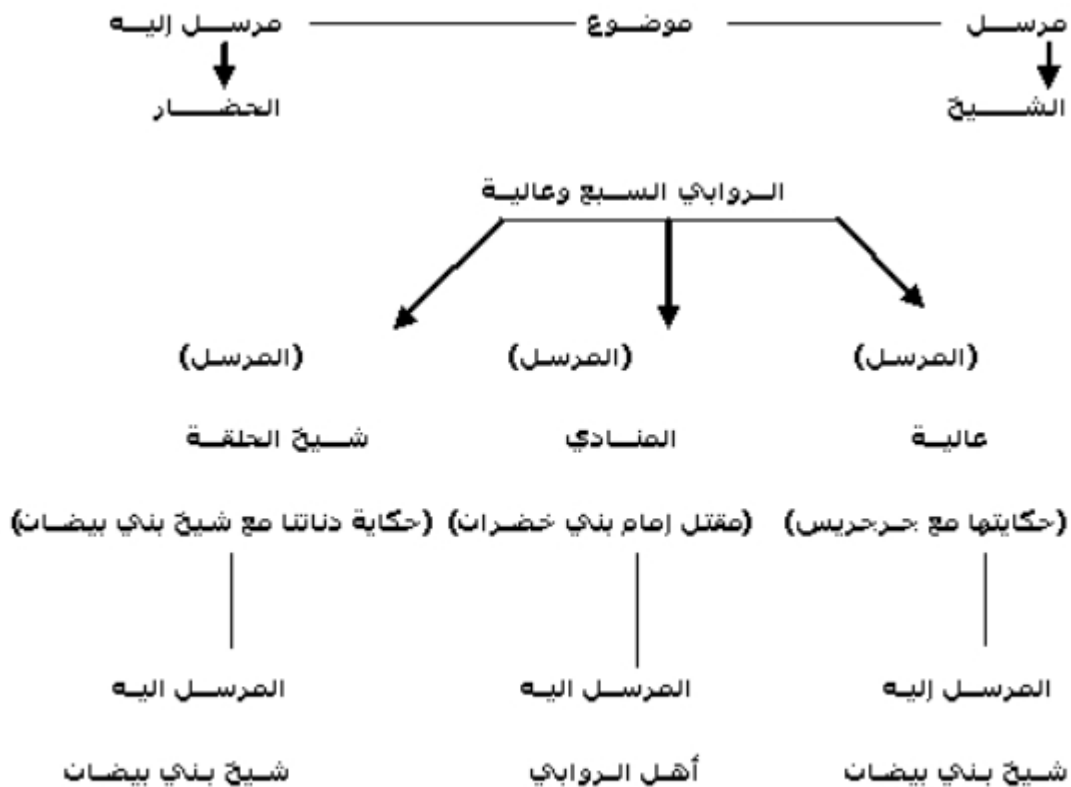 مرسل موضوع مرسل إليه
الشيخ الحضار
الروابي السبع وعالية
(المرسل) (المرسل) (المرسل)
عالية المنادي شيخ الحلقة
(حكايتها مع جرجريس) (مقتل إمام بني خضران) (حكاية دناتنا مع شيخ بني بيضان)
المرسل إليه المرسل اليه المرسل اليه
شيخ بني بيضان أهل الروابي شيخ بني بيضان